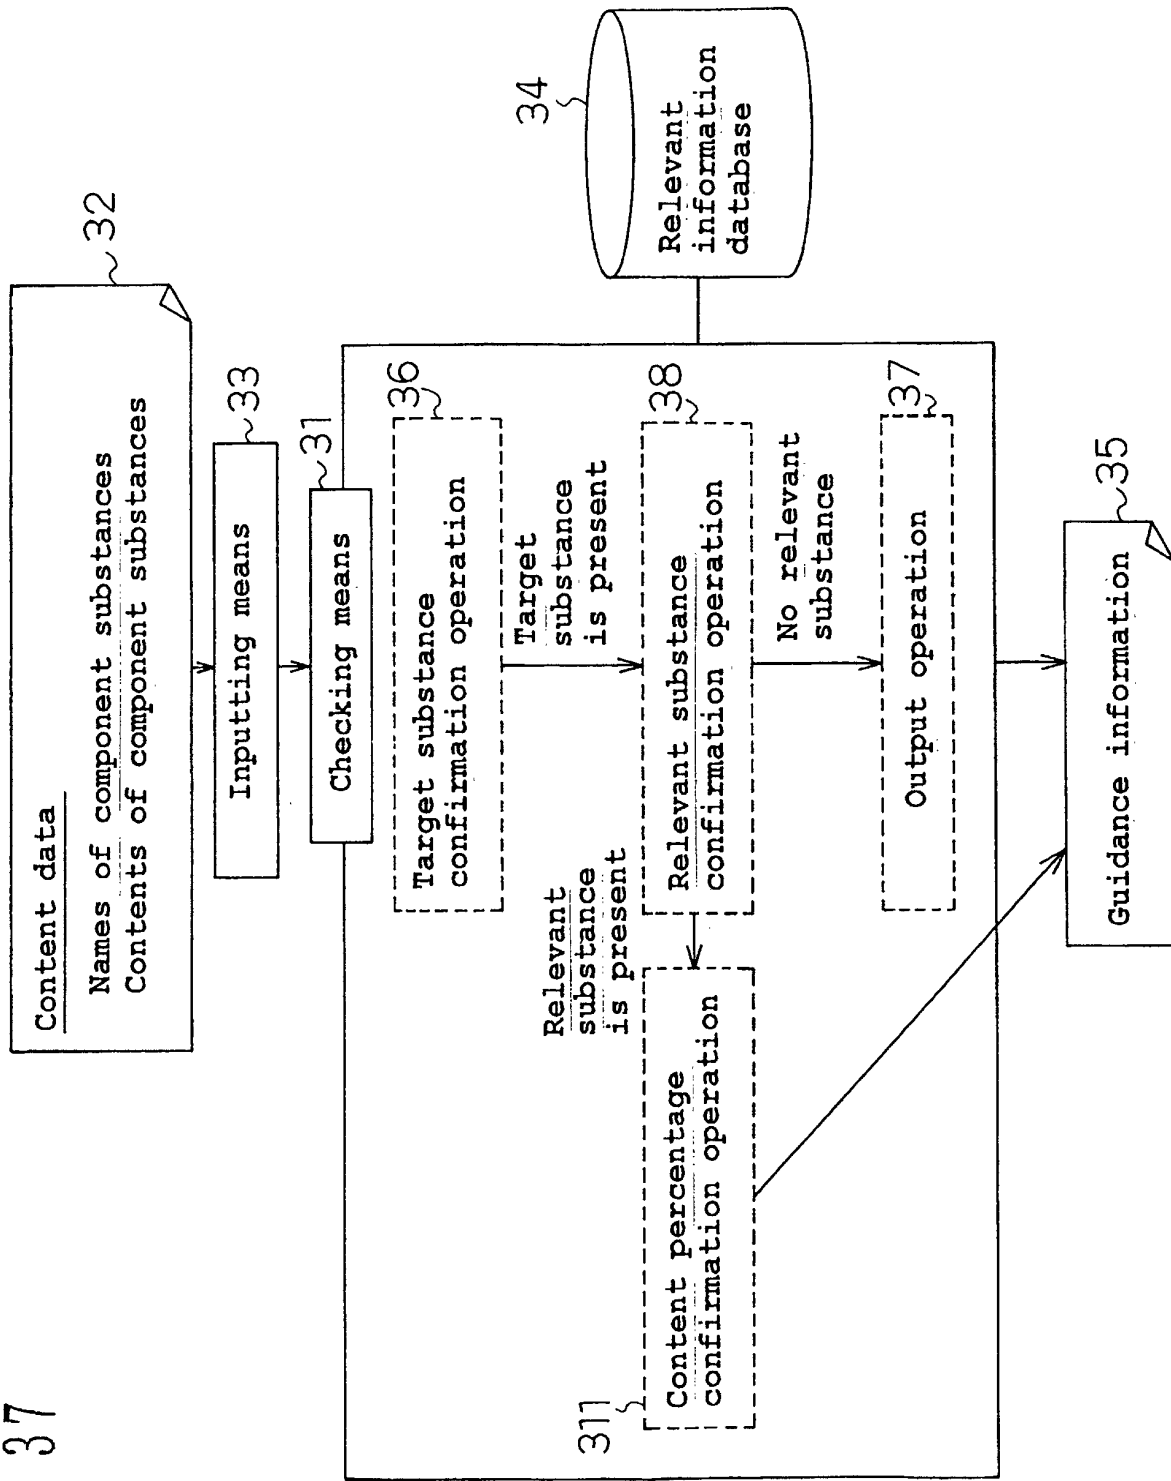 37
Content data
Names of component substances
Contents of component substances
32
Inputting means
33
Checking means
31
Target substance
confirmation operation
36
Target
substance
is present
Relevant substance
confirmation operation
38
Relevant
substance
is present
No relevant
substance
Content percentage
confirmation operation
311
Output operation
37
Relevant
information
database
34
Guidance information
35